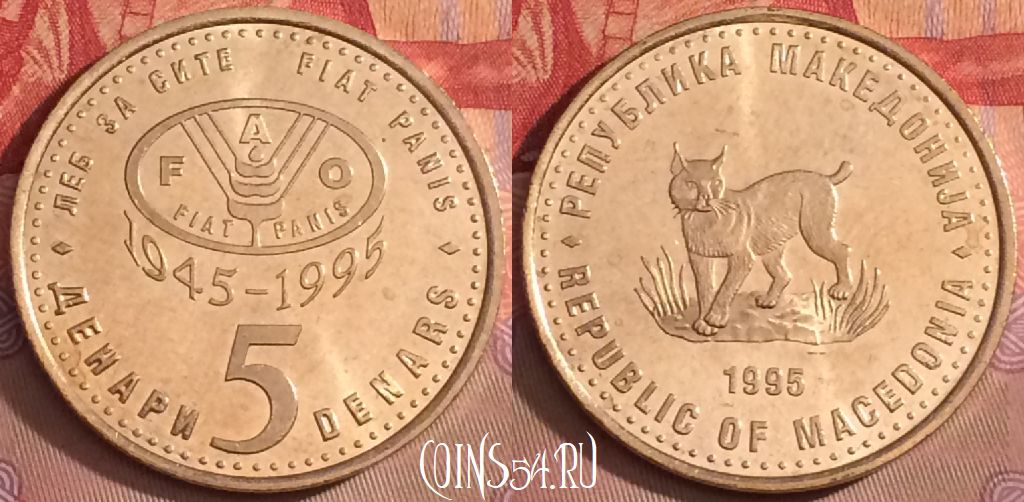 ЛЕБ ЗА СИТЕ FIAT PANIS
F A O
FIAT PANIS
1945-1995
ДЕНАРИ 5 DENARS
РЕПУБЛИКА МАКЕДОНИЈА
1995
REPUBLIC OF MACEDONIA
COINS54.RU